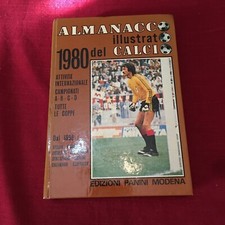 ALMANACCO
illustrato
1980 del CALCIO
ATTIVITÀ
INTERNAZIONALE
CAMPIONATI
A - B - C - D
TUTTE
LE COPPE
EDIZIONI PANINI MODENA